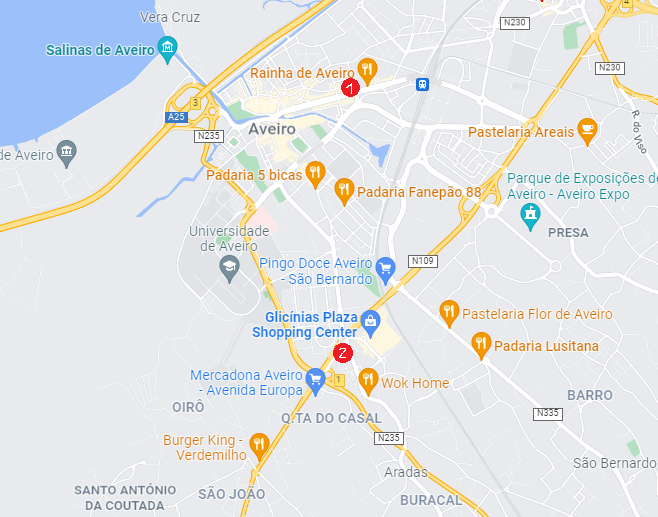 Vera Cruz
N230
4
Salinas de Aveiro
Rainha de Aveiro
N230
1
3
A25
Aveiro
N235
Pastelaria Areais
R. do Viso
de Aveiro
Padaria 5 bicas
Padaria Fanepão 88
Parque de Exposições de
Aveiro - Aveiro Expo
Universidade
de Aveiro
PRESA
Pingo Doce Aveiro
- São Bernardo
N109
Glicínias Plaza
Shopping Center
Pastelaria Flor de Aveiro
Padaria Lusitana
2
Mercadona Aveiro
- Avenida Europa
1
Wok Home
BARRO
OIRÔ
Q.TA DO CASAL
N335
N235
Burger King -
Verdemilho
Aradas
São Bernardo
SANTO ANTÓNIO
DA COUTADA
SÃO JOÃO
BURACAL